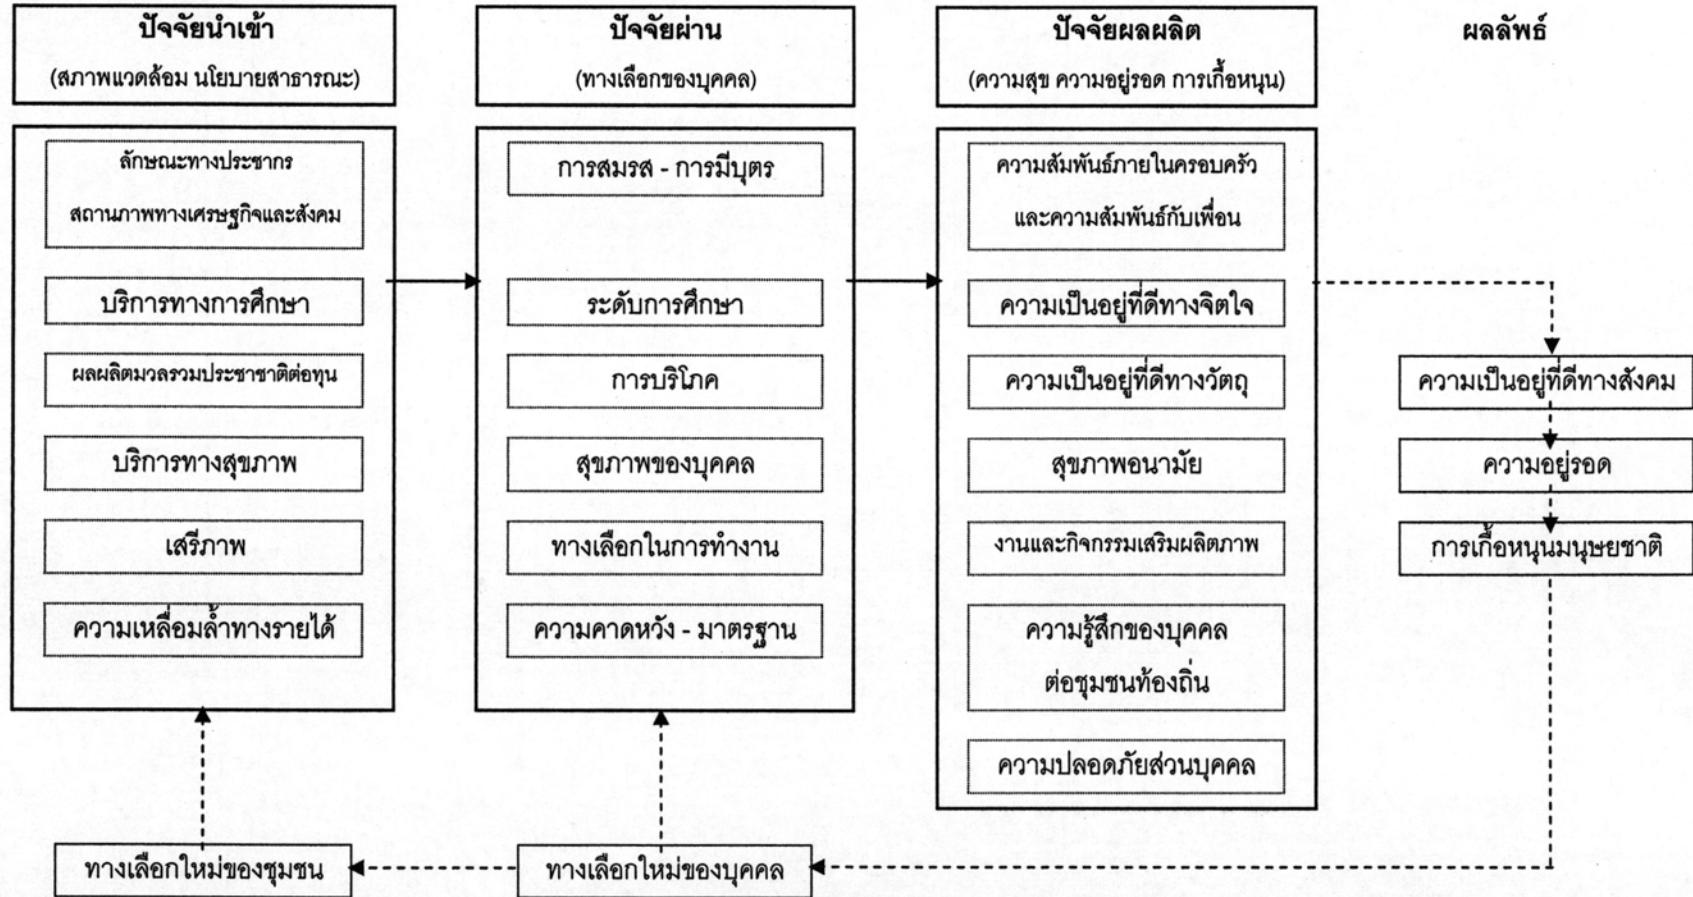 ปัจจัยนำเข้า
(สภาพแวดล้อม นโยบายสาธารณะ)
ลักษณะทางประชากร
สถานภาพทางเศรษฐกิจและสังคม
บริการทางการศึกษา
ผลผลิตมวลรวมประชาชาติต่อทุน
บริการทางสุขภาพ
เสรีภาพ
ความเหลื่อมล้ำทางรายได้
ปัจจัยผ่าน
(ทางเลือกของบุคคล)
การสมรส - การมีบุตร
ระดับการศึกษา
การบริโภค
สุขภาพของบุคคล
ทางเลือกในการทำงาน
ความคาดหวัง - มาตรฐาน
ปัจจัยผลผลิต
(ความสุข ความอยู่รอด การเกื้อหนุน)
ความสัมพันธ์ภายในครอบครัว
และความสัมพันธ์กับเพื่อน
ความเป็นอยู่ที่ดีทางจิตใจ
ความเป็นอยู่ที่ดีทางวัตถุ
สุขภาพอนามัย
งานและกิจกรรมเสริมผลิตภาพ
ความรู้สึกของบุคคล
ต่อชุมชนท้องถิ่น
ความปลอดภัยส่วนบุคคล
ผลลัพธ์
ความเป็นอยู่ที่ดีทางสังคม
ความอยู่รอด
การเกื้อหนุนมนุษยชาติ
ทางเลือกใหม่ของชุมชน
ทางเลือกใหม่ของบุคคล